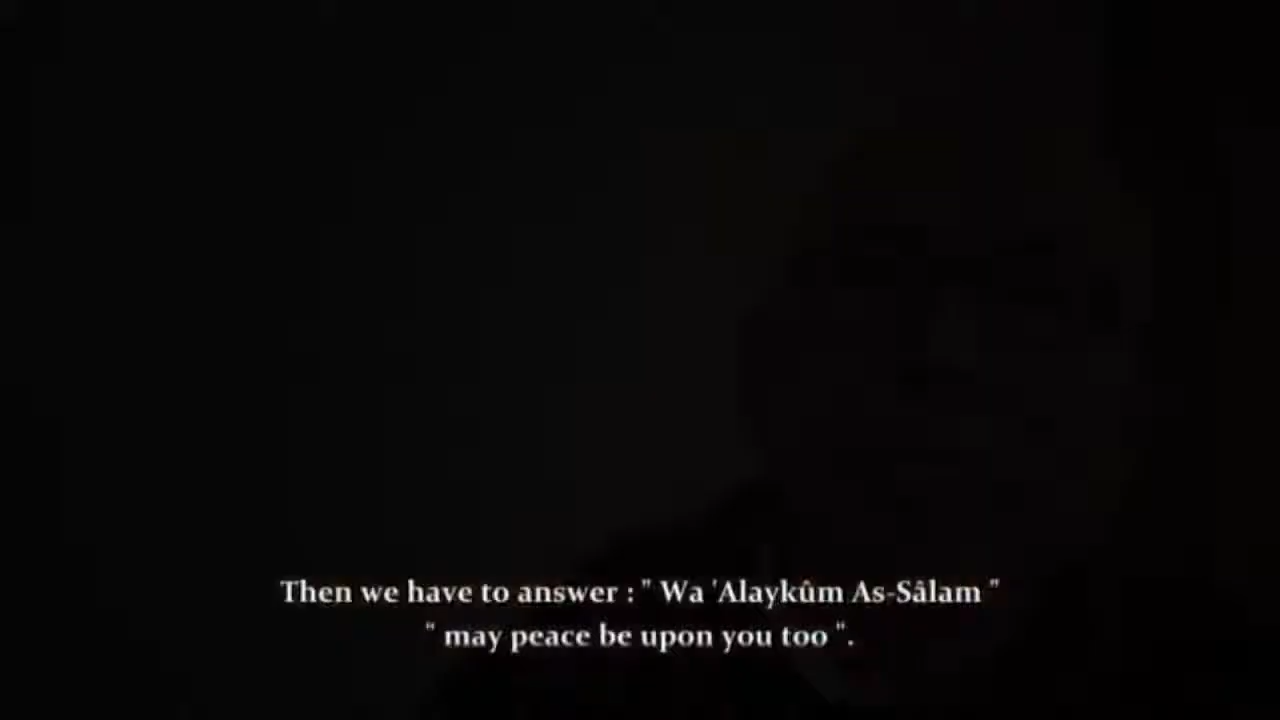 Then we have to answer : " Wa 'Alaykûm As-Sâlam "
" may peace be upon you too ".